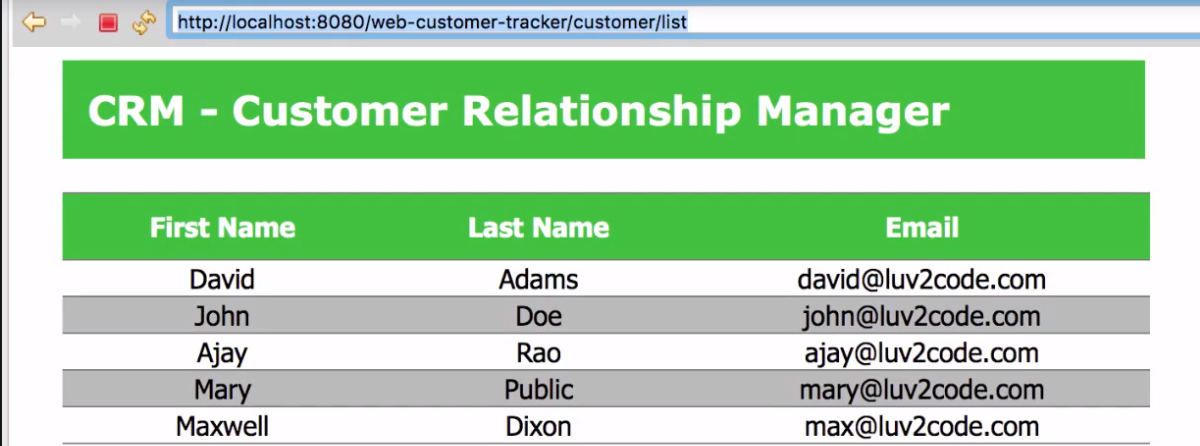 http://localhost:8080/web-customer-tracker/customer/list
CRM - Customer Relationship Manager
First Name Last Name Email
David Adams david@luv2code.com
John Doe john@luv2code.com
Ajay Rao ajay@luv2code.com
Mary Public mary@luv2code.com
Maxwell Dixon max@luv2code.com